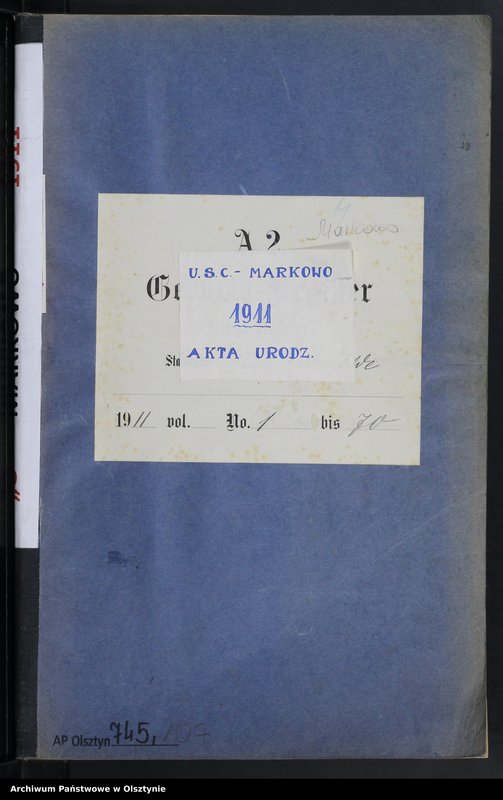 Markowo
A 2
U.S.C. - MARKOWO
1911
AKTA URODZ.
1911 vol. No. 1 bis 70
AP Olsztyn 745, 107
Archiwum Państwowe w Olsztynie